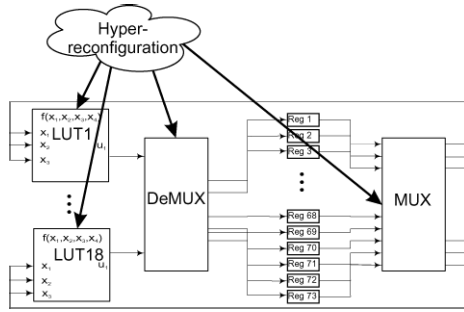 Hyper-
reconfiguration
f(x₁,x₂,x₃,x₄)
LUT1
x₁
x₂
x₃
u₁
DeMUX
MUX
Reg 1
Reg 2
Reg 3
Reg 68
Reg 69
Reg 70
Reg 71
Reg 72
Reg 73
f(x₁,x₂,x₃,x₄)
LUT18
x₁
x₂
x₃
u₁